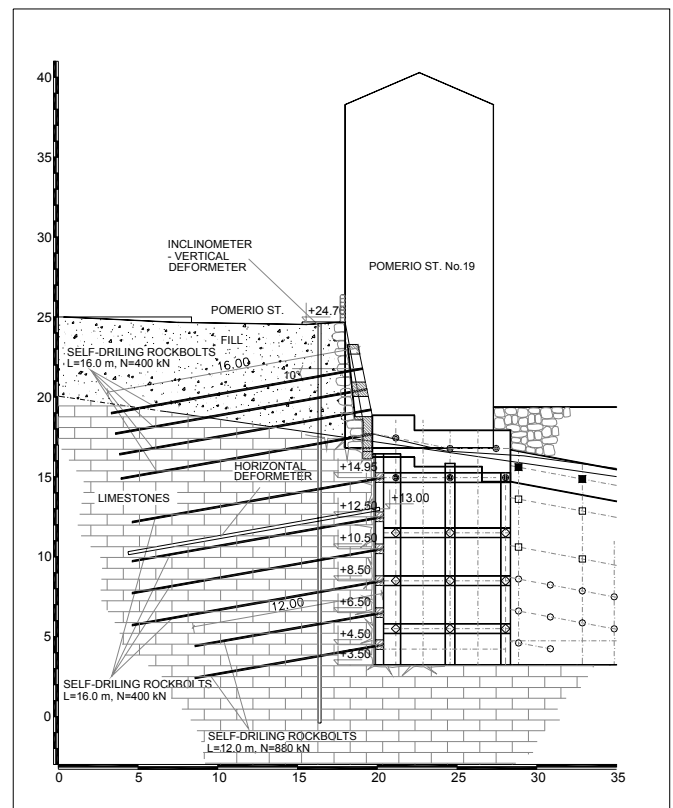 40
35
30
25
20
15
10
5
0
0
5
10
15
20
25
30
35
INCLINOMETER
- VERTICAL
DEFORMETER
POMERIO ST. No.19
POMERIO ST.
+24.7
FILL
SELF-DRILING ROCKBOLTS
L=16.0 m, N=400 kN
16.00
10°
HORIZONTAL
DEFORMETER
+14.95
LIMESTONES
+13.00
+12.50
+10.50
+8.50
12.00
+6.50
+4.50
+3.50
SELF-DRILING ROCKBOLTS
L=16.0 m, N=400 kN
SELF-DRILING ROCKBOLTS
L=12.0 m, N=880 kN